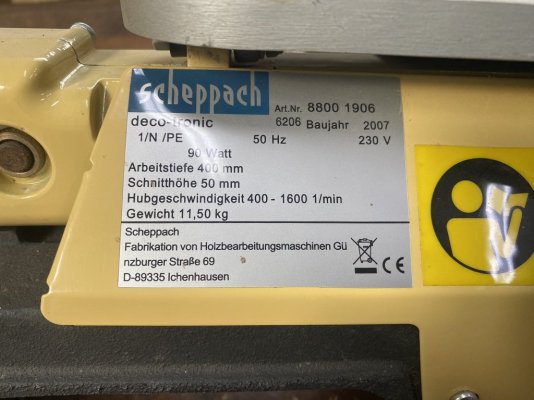 scheppach
Art.Nr. 8800 1906
deco-tronic 6206 Baujahr 2007
1/N /PE 50 Hz 230 V
90 Watt
Arbeitstiefe 400 mm
Schnitthöhe 50 mm
Hubgeschwindigkeit 400 - 1600 1/min
Gewicht 11,50 kg
Scheppach
Fabrikation von Holzbearbeitungsmaschinen Gü
nzburger Straße 69
D-89335 Ichenhausen